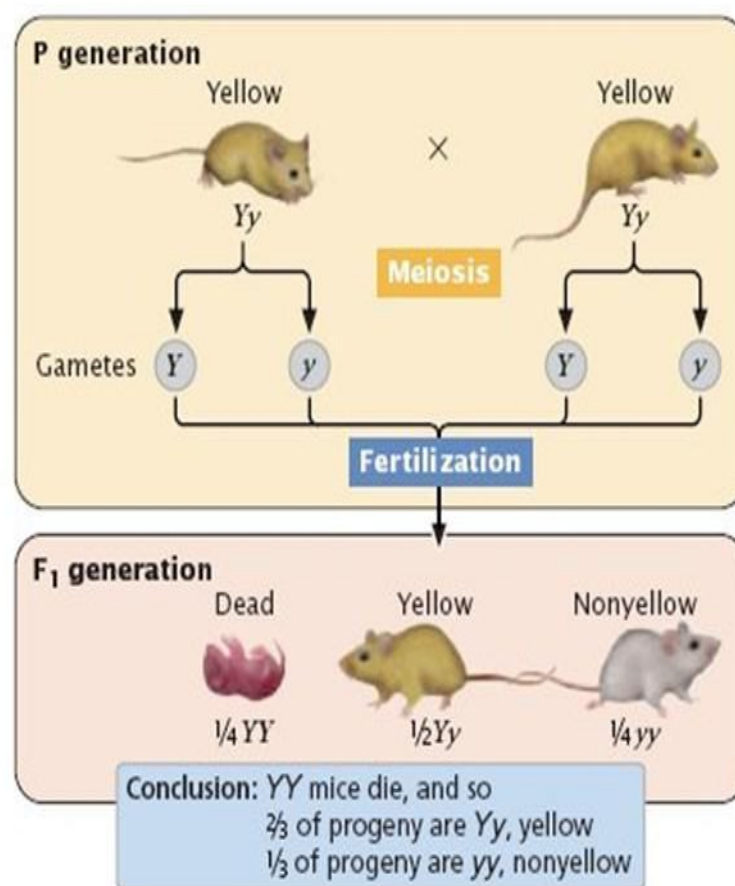 P generation
Yellow Yellow
×
Yy Yy
Meiosis
Gametes Y y Y y
Fertilization
F₁ generation
Dead Yellow Nonyellow
¼ YY ½Yy ¼ yy
Conclusion: YY mice die, and so
⅔ of progeny are Yy, yellow
⅓ of progeny are yy, nonyellow